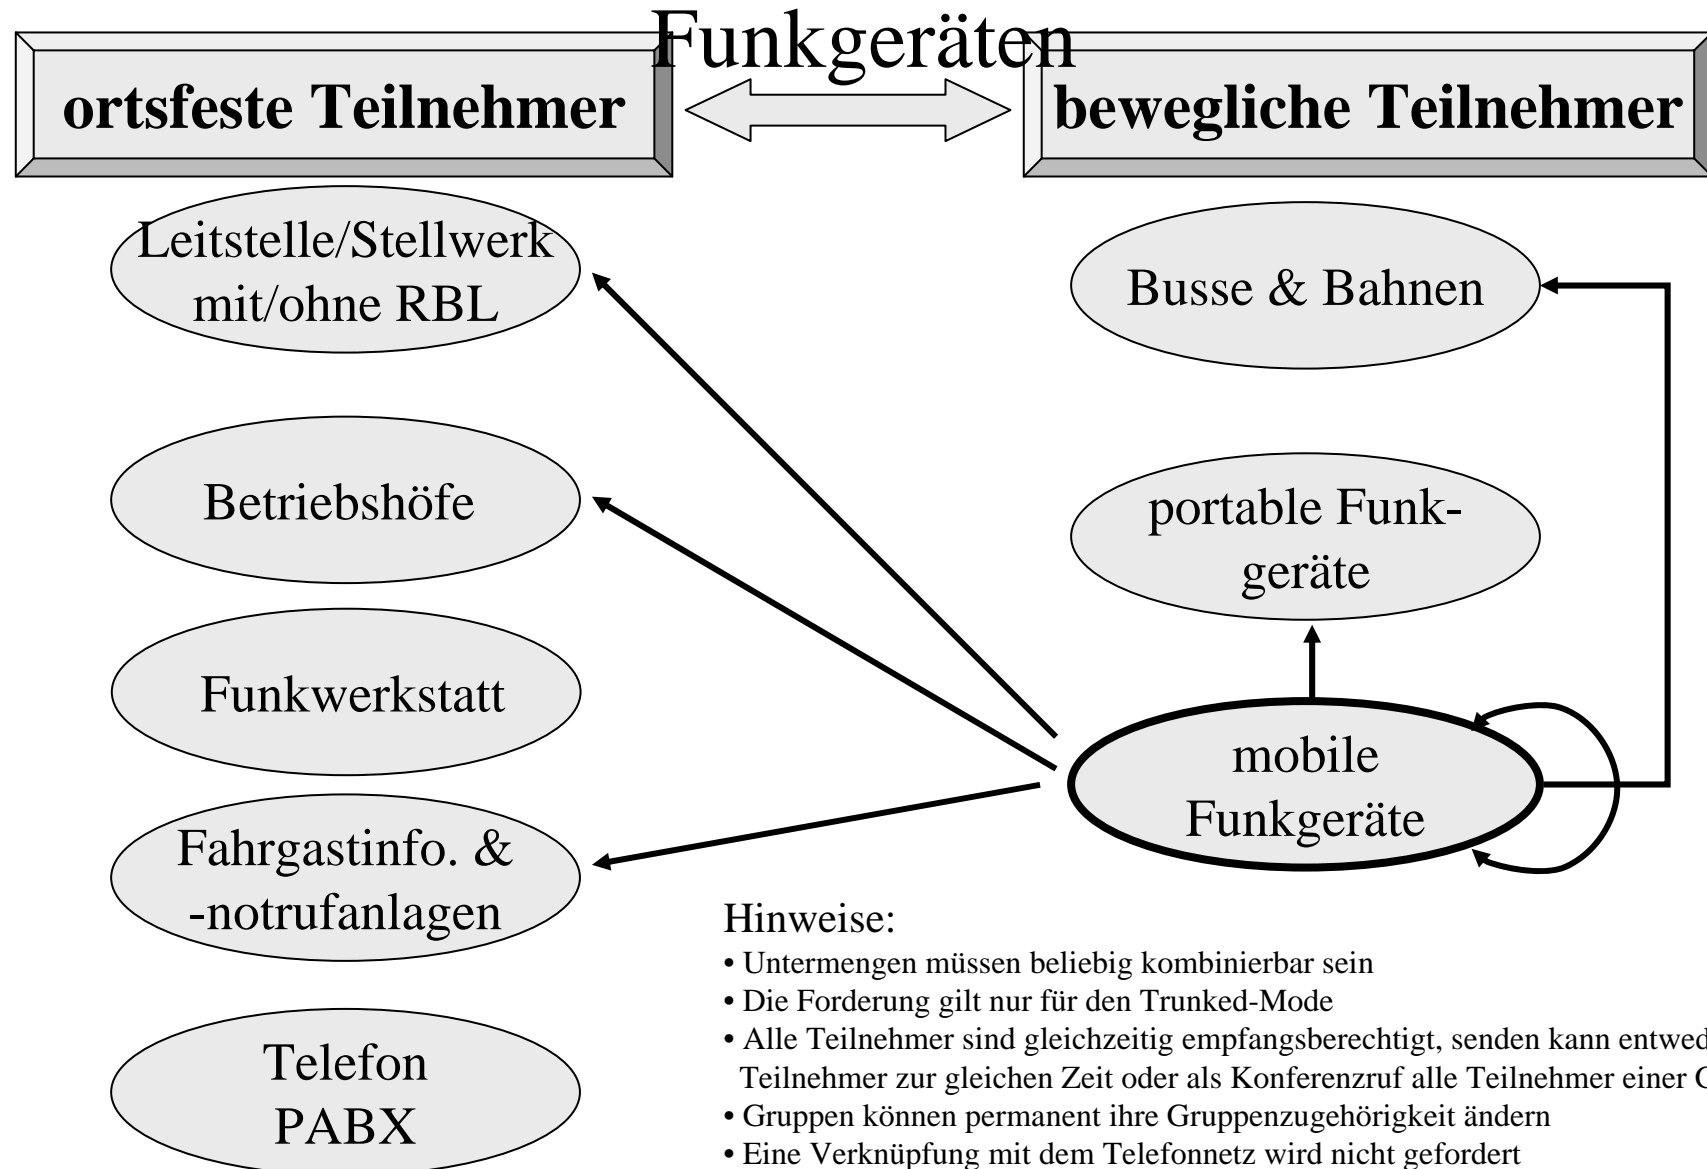 Funkgeräten
ortsfeste Teilnehmer
bewegliche Teilnehmer
Leitstelle/Stellwerk
mit/ohne RBL
Betriebshöfe
Funkwerkstatt
Fahrgastinfo. &
-notrufanlagen
Telefon
PABX
Busse & Bahnen
portable Funk-
geräte
mobile
Funkgeräte
Hinweise:
• Untermengen müssen beliebig kombinierbar sein
• Die Forderung gilt nur für den Trunked-Mode
• Alle Teilnehmer sind gleichzeitig empfangsberechtigt, senden kann
Teilnehmer zur gleichen Zeit oder als Konferenzruf alle Teilnehmer einer
• Gruppen können permanent ihre Gruppenzugehörigkeit ändern
• Eine Verknüpfung mit dem Telefonnetz wird nicht gefordert